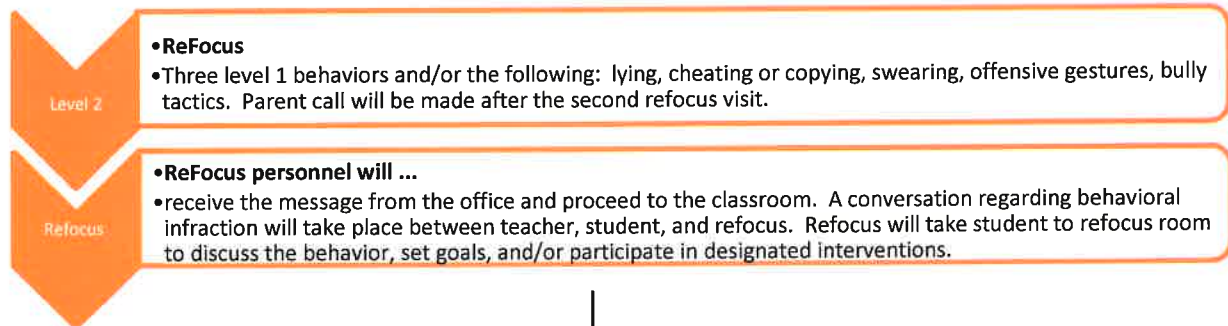 •ReFocus
•Three level 1 behaviors and/or the following: lying, cheating or copying, swearing, offensive gestures, bully
tactics. Parent call will be made after the second refocus visit.
Level 2
•ReFocus personnel will ...
•receive the message from the office and proceed to the classroom. A conversation regarding behavioral
infraction will take place between teacher, student, and refocus. Refocus will take student to refocus room
to discuss the behavior, set goals, and/or participate in designated interventions.
Refocus